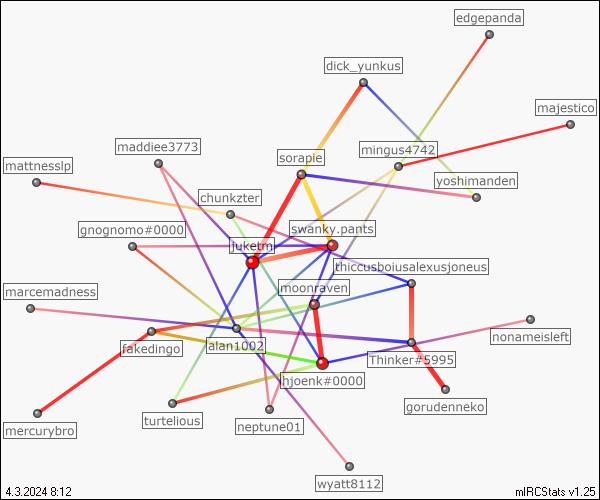 edgepanda
dick_yunkus
majestico
maddiee3773
mingus4742
sorapie
mattnesslp
yoshimanden
chunkzter
gnognomo#0000
swanky.pants
juketm
thiccusboiusalexusjoneus
moonraven
marcemadness
nonameisleft
alan1002
fakedingo
Thinker#5995
hjoenk#0000
gorudenneko
turtelious
neptune01
mercurybro
wyatt8112
4.3.2024 8:12
mIRCStats v1.25